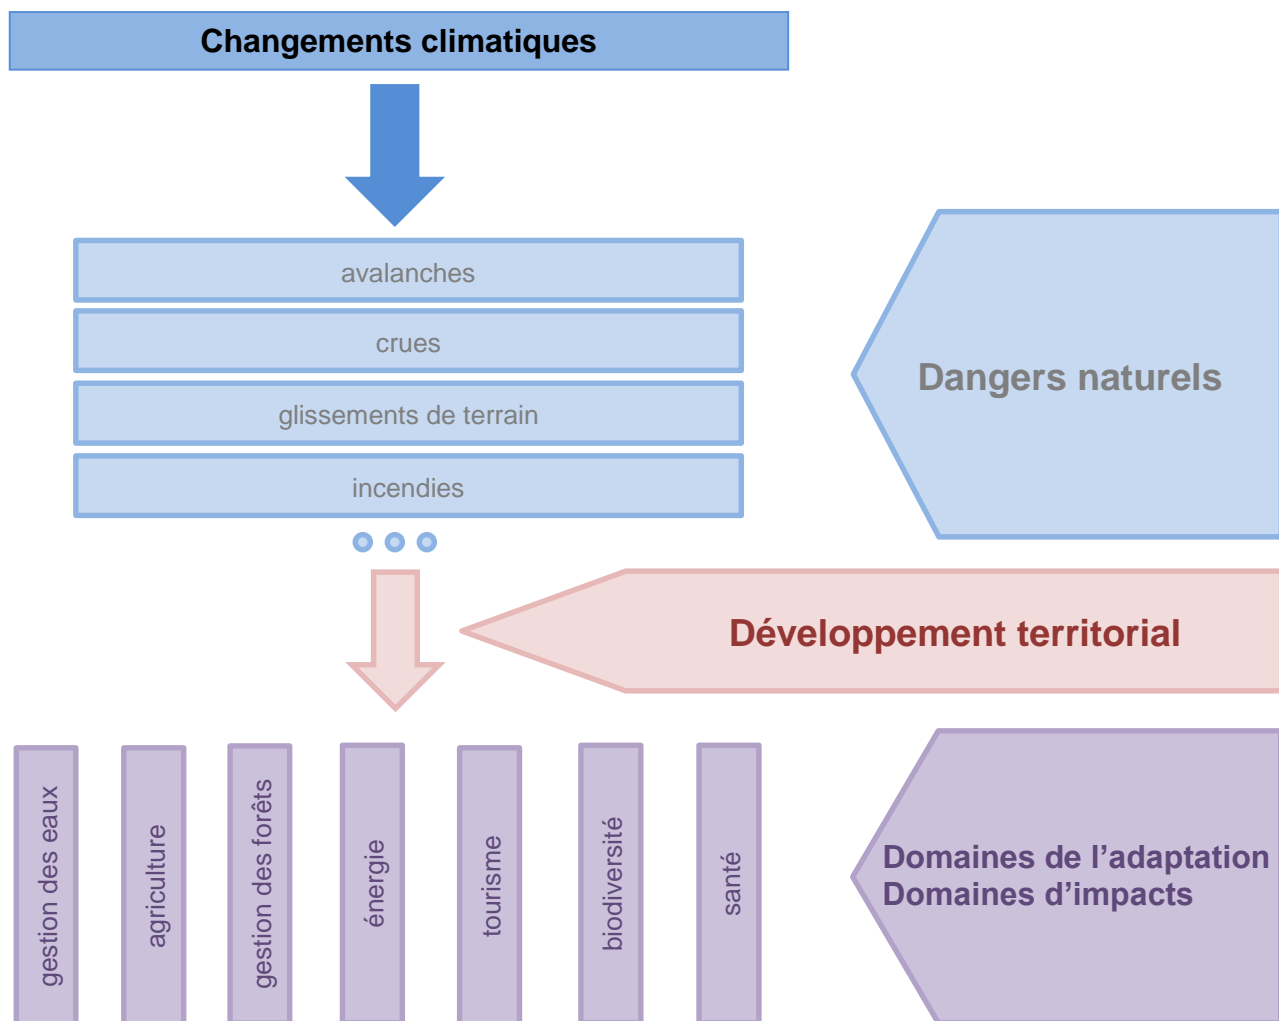 Changements climatiques
avalanches
crues
glissements de terrain
incendies
Dangers naturels
Développement territorial
gestion des eaux
agriculture
gestion des forêts
énergie
tourisme
biodiversité
santé
Domaines de l’adaptation
Domaines d’impacts